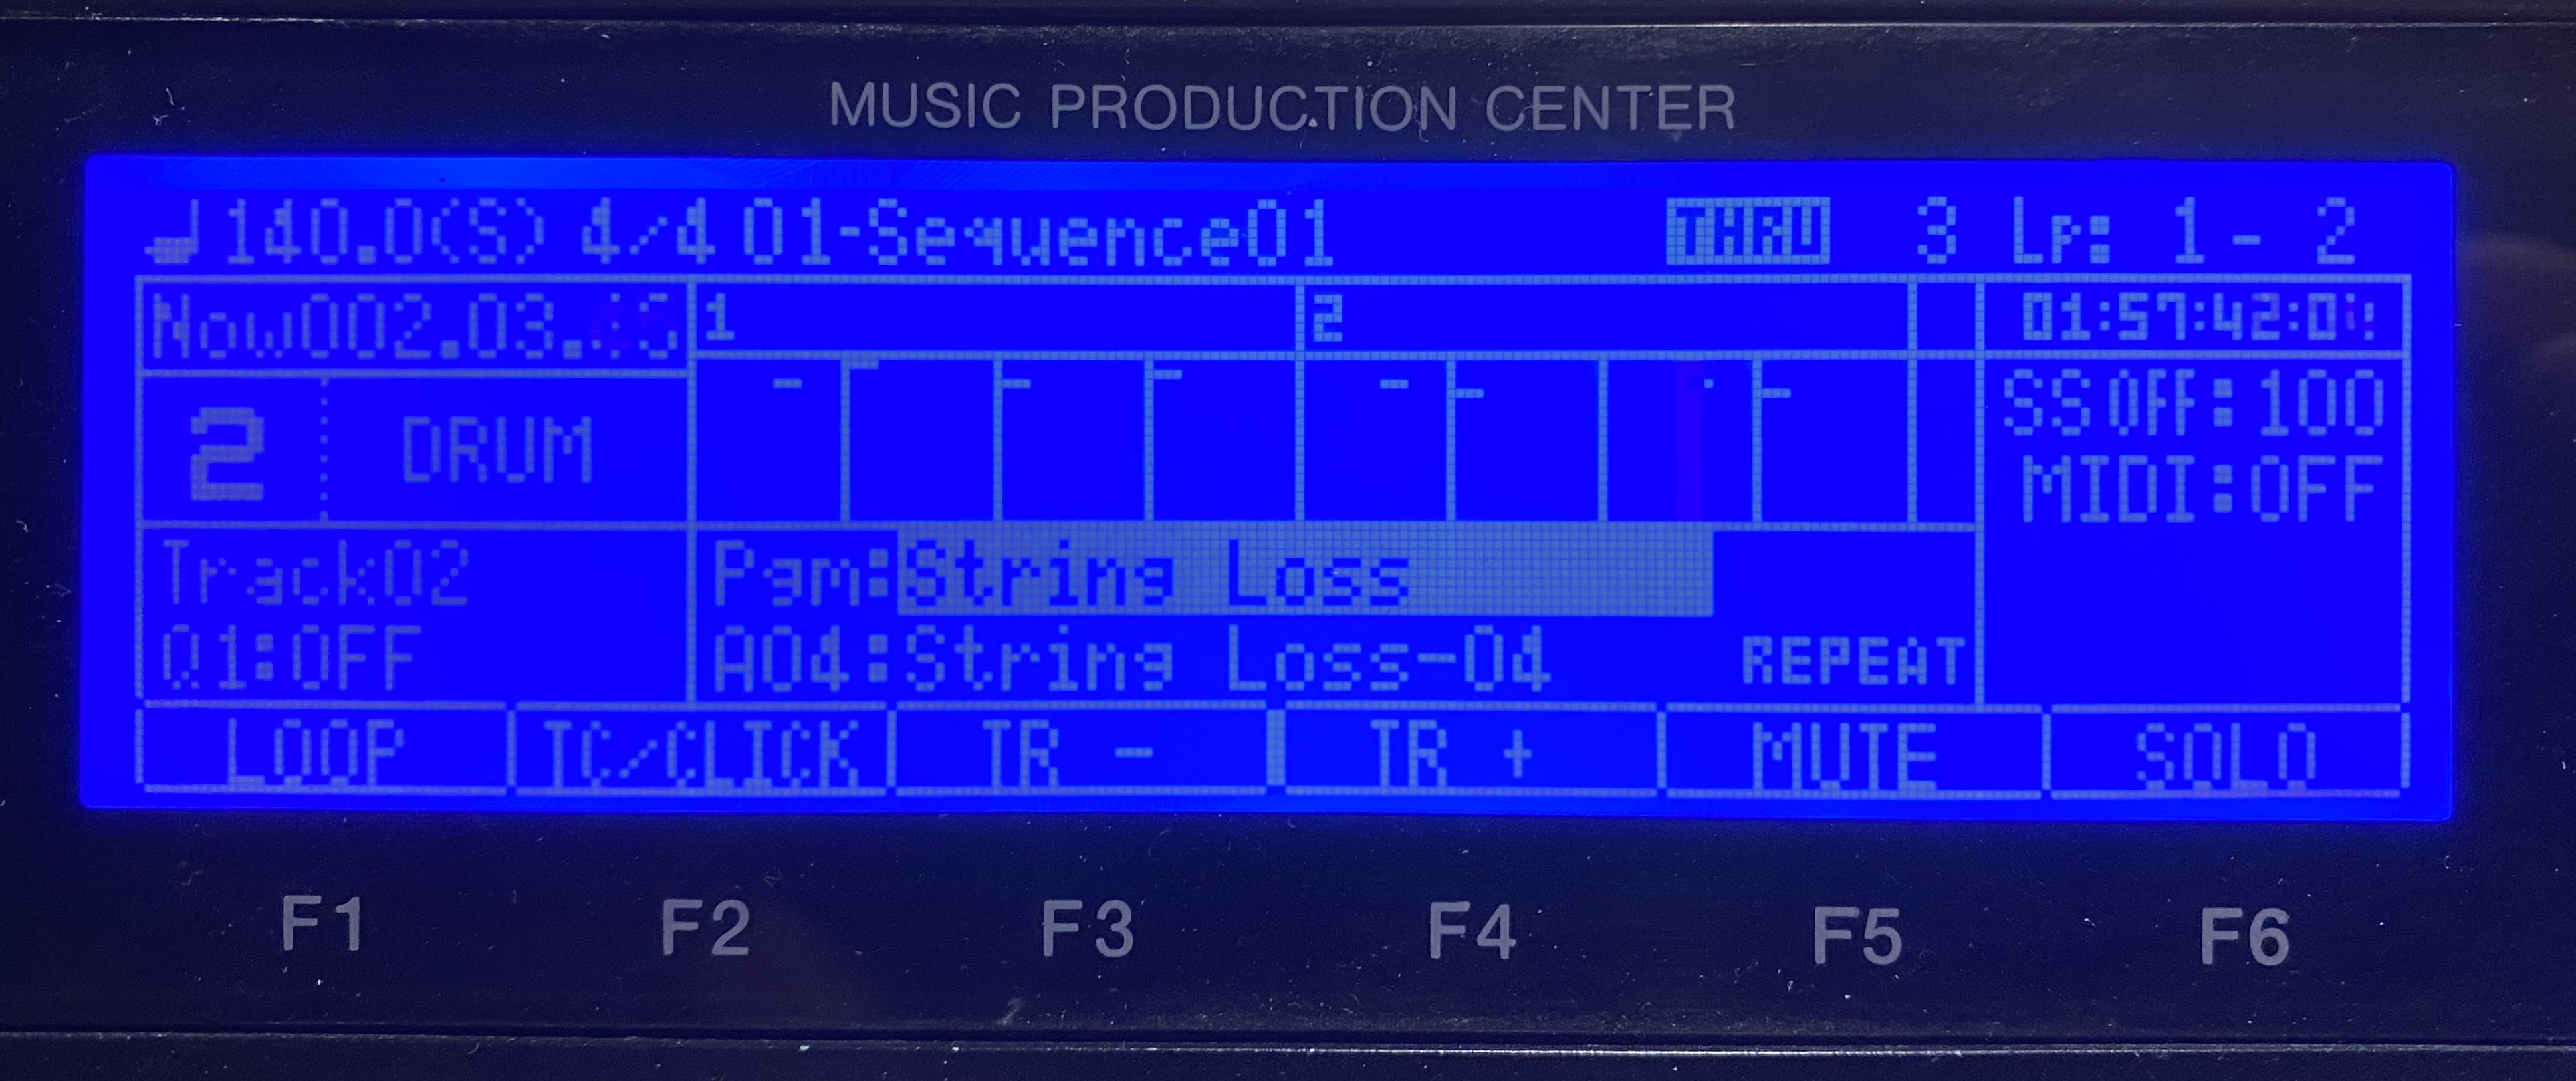 MUSIC PRODUCTION CENTER
140.0(S) 4/4 01-Sequence01 THRU 3 Lp: 1- 2
Now002.03. 1 2 01:57:42:0
2 DRUM SS OFF:100
MIDI:OFF
Track02 Pgm:String Loss
Q1:OFF A04:String Loss-04 REPEAT
LOOP TC/CLICK TR - TR + MUTE SOLO
F1 F2 F3 F4 F5 F6